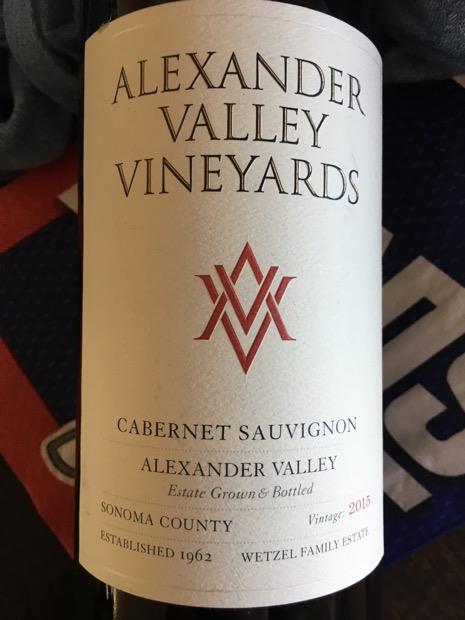 ALEXANDER
VALLEY
VINEYARDS
CABERNET SAUVIGNON
ALEXANDER VALLEY
Estate Grown & Bottled
SONOMA COUNTY Vintage: 2015
ESTABLISHED 1962 WETZEL FAMILY ESTATE